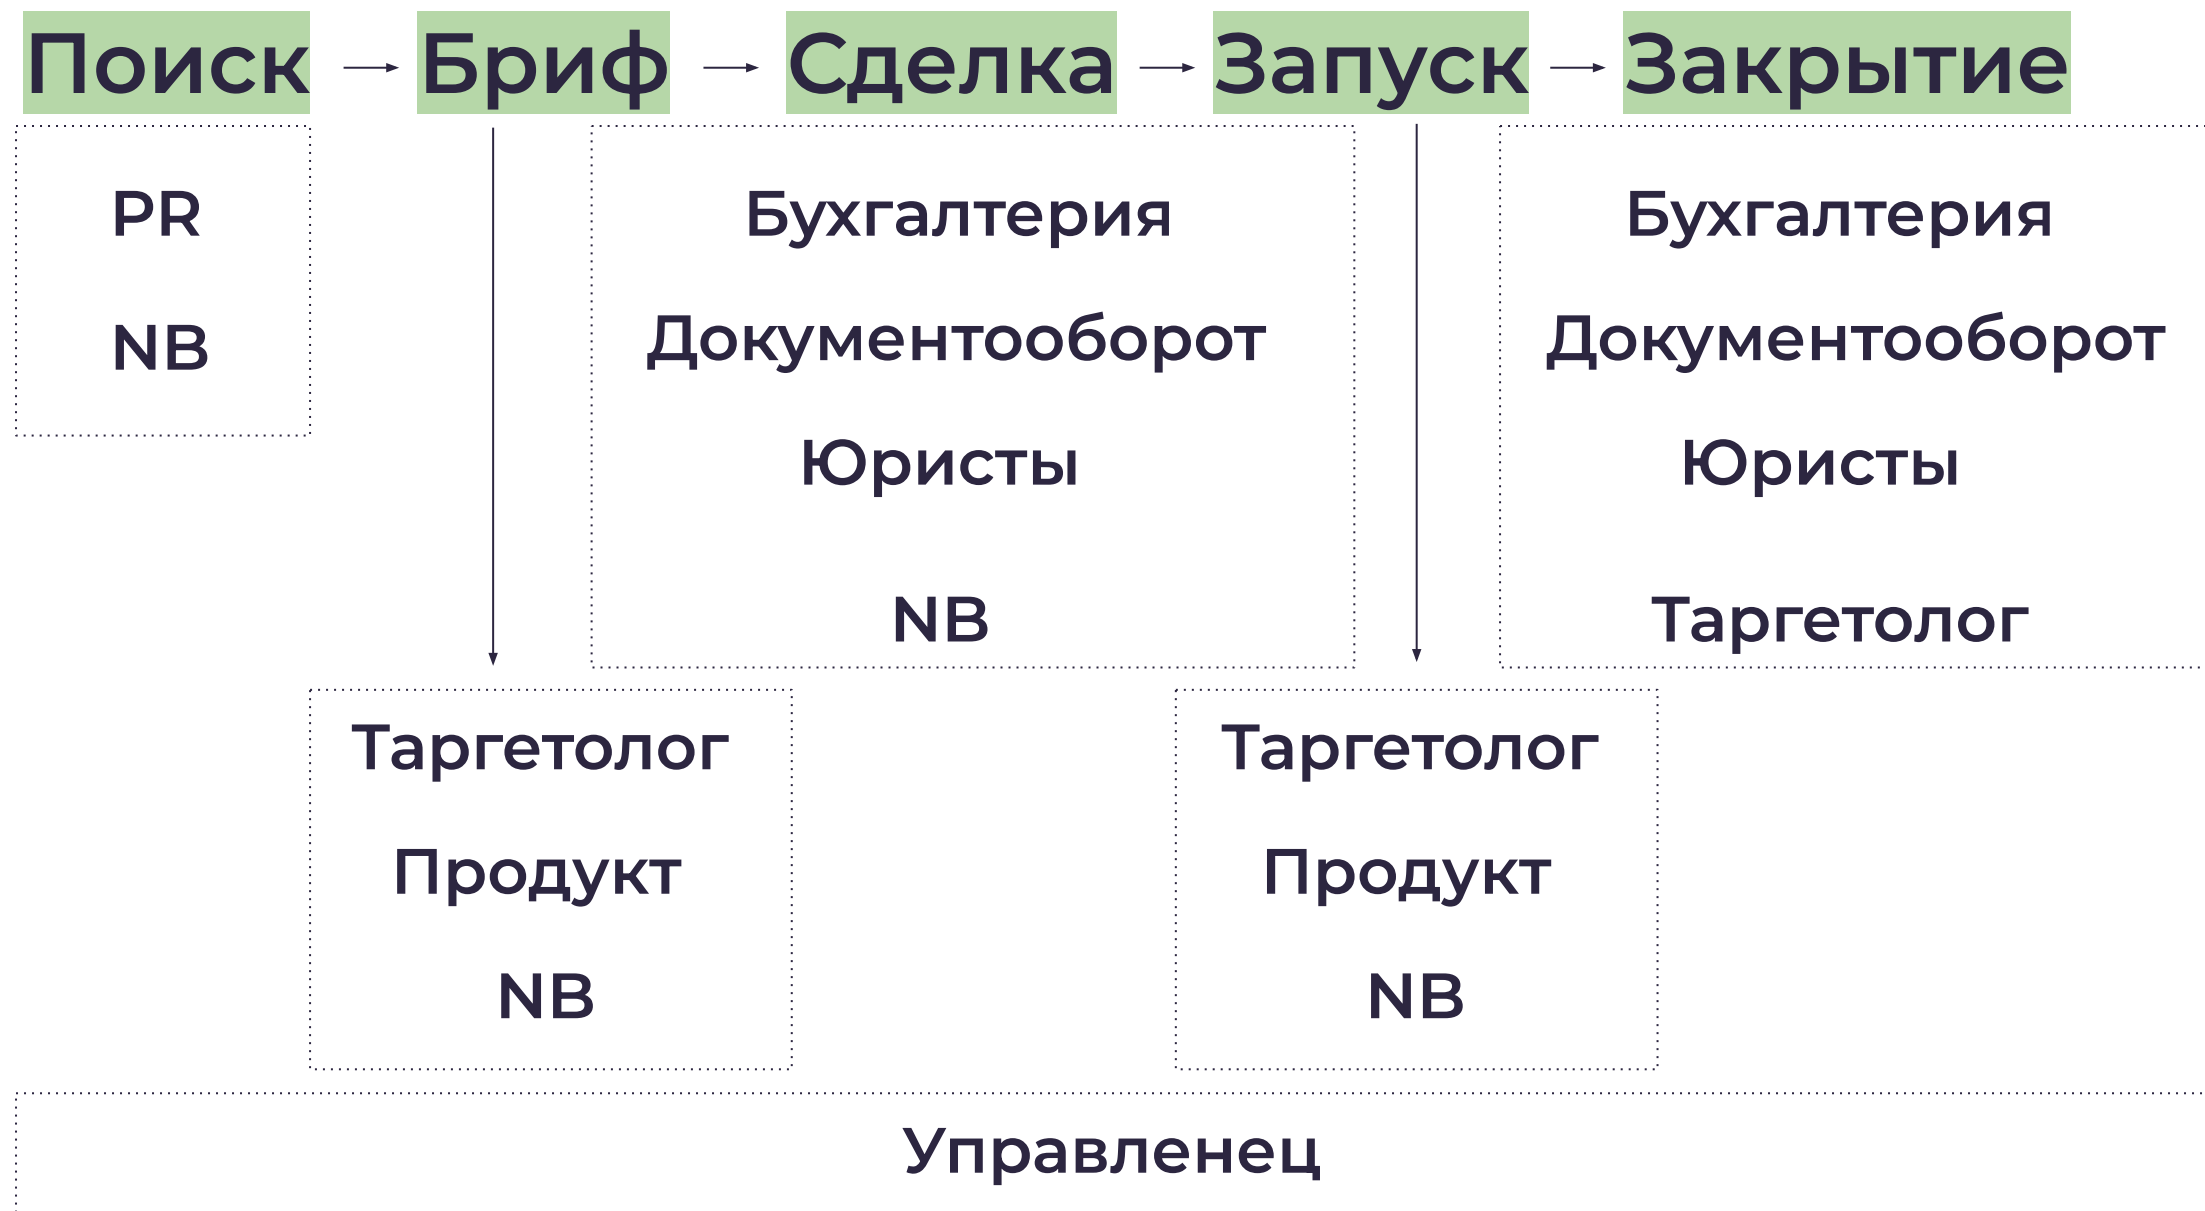 Поиск
Бриф
Сделка
Запуск
Закрытие
PR
NB
Бухгалтерия
Документооборот
Юристы
NB
Бухгалтерия
Документооборот
Юристы
Таргетолог
Таргетолог
Продукт
NB
Таргетолог
Продукт
NB
Управленец